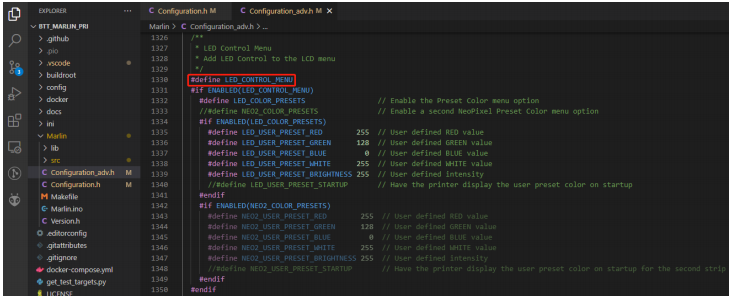 EXPLORER ···
BTT_MARLIN_PRI
.github
.pio
.vscode
buildroot
config
docker
docs
ini
Marlin
lib
src
Configuration_adv.h M
Configuration.h M
Makefile
Marlin.ino
Version.h
.editorconfig
.gitattributes
.gitignore
docker-compose.yml
get_test_targets.py
LICENSE
Configuration.h M
Configuration_adv.h M ×
Marlin > C Configuration_adv.h > ...
1326 /**
1327 * LED Control Menu
1328 * Add LED Control to the LCD menu
1329 */
1330 #define LED_CONTROL_MENU
1331 #if ENABLED(LED_CONTROL_MENU)
1332 #define LED_COLOR_PRESETS // Enable the Preset Color menu option
1333 //#define NEO2_COLOR_PRESETS // Enable a second NeoPixel Preset Color menu option
1334 #if ENABLED(LED_COLOR_PRESETS)
1335 #define LED_USER_PRESET_RED 255 // User defined RED value
1336 #define LED_USER_PRESET_GREEN 128 // User defined GREEN value
1337 #define LED_USER_PRESET_BLUE 0 // User defined BLUE value
1338 #define LED_USER_PRESET_WHITE 255 // User defined WHITE value
1339 #define LED_USER_PRESET_BRIGHTNESS 255 // User defined intensity
1340 //#define LED_USER_PRESET_STARTUP // Have the printer display the user preset color on startup
1341 #endif
1342 #if ENABLED(NEO2_COLOR_PRESETS)
1343 #define NEO2_USER_PRESET_RED 255 // User defined RED value
1344 #define NEO2_USER_PRESET_GREEN 128 // User defined GREEN value
1345 #define NEO2_USER_PRESET_BLUE 0 // User defined BLUE value
1346 #define NEO2_USER_PRESET_WHITE 255 // User defined WHITE value
1347 #define NEO2_USER_PRESET_BRIGHTNESS 255 // User defined intensity
1348 //#define NEO2_USER_PRESET_STARTUP // Have the printer display the user preset color on startup for the second strip
1349 #endif
1350 #endif